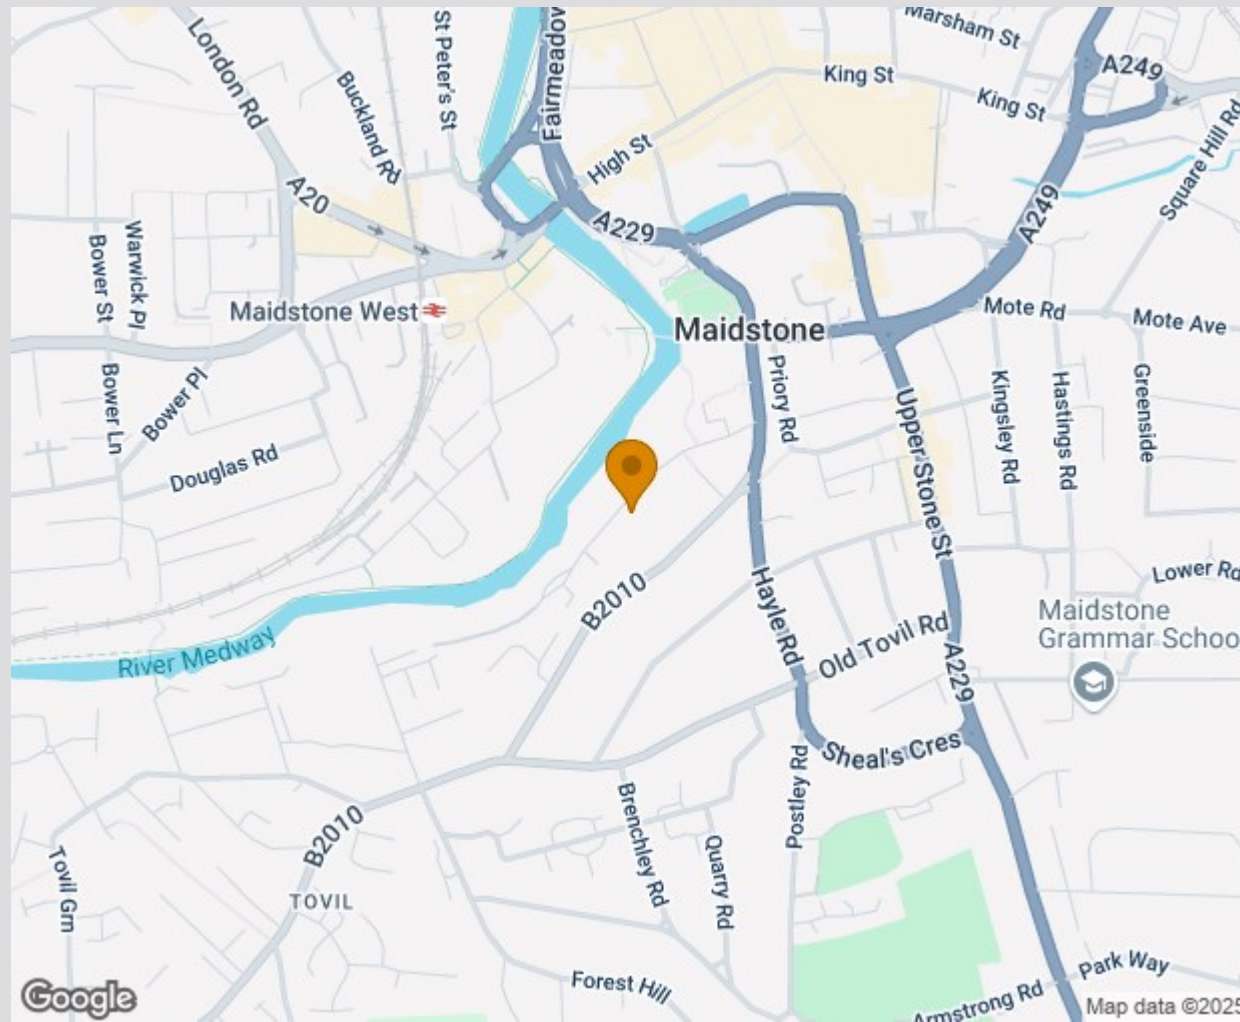 Marsham St
London Rd
Buckland Rd
St Peter's St
Fairmeadow
King St
King St
A249
Square Hill Rd
High St
A20
A229
A249
Warwick Pl
Bower St
Maidstone West
Maidstone
Mote Rd
Mote Ave
Bower Ln
Bower Pl
Douglas Rd
Priory Rd
Upper Stone St
Kingsley Rd
Hastings Rd
Greenside
B2010
Hayle Rd
Old Tovil Rd
Lower Rd
Maidstone
Grammar Schoo
River Medway
A229
Sheal's Cres
Postley Rd
B2010
Brenchley Rd
Quarry Rd
Tovil Grn
TOVIL
Forest Hill
Armstrong Rd
Park Way
Google
Map data ©2025